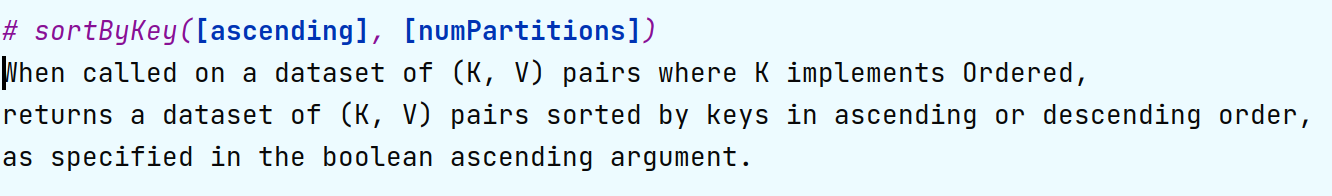 # sortByKey([ascending], [numPartitions])
When called on a dataset of (K, V) pairs where K implements Ordered,
returns a dataset of (K, V) pairs sorted by keys in ascending or descending order,
as specified in the boolean ascending argument.